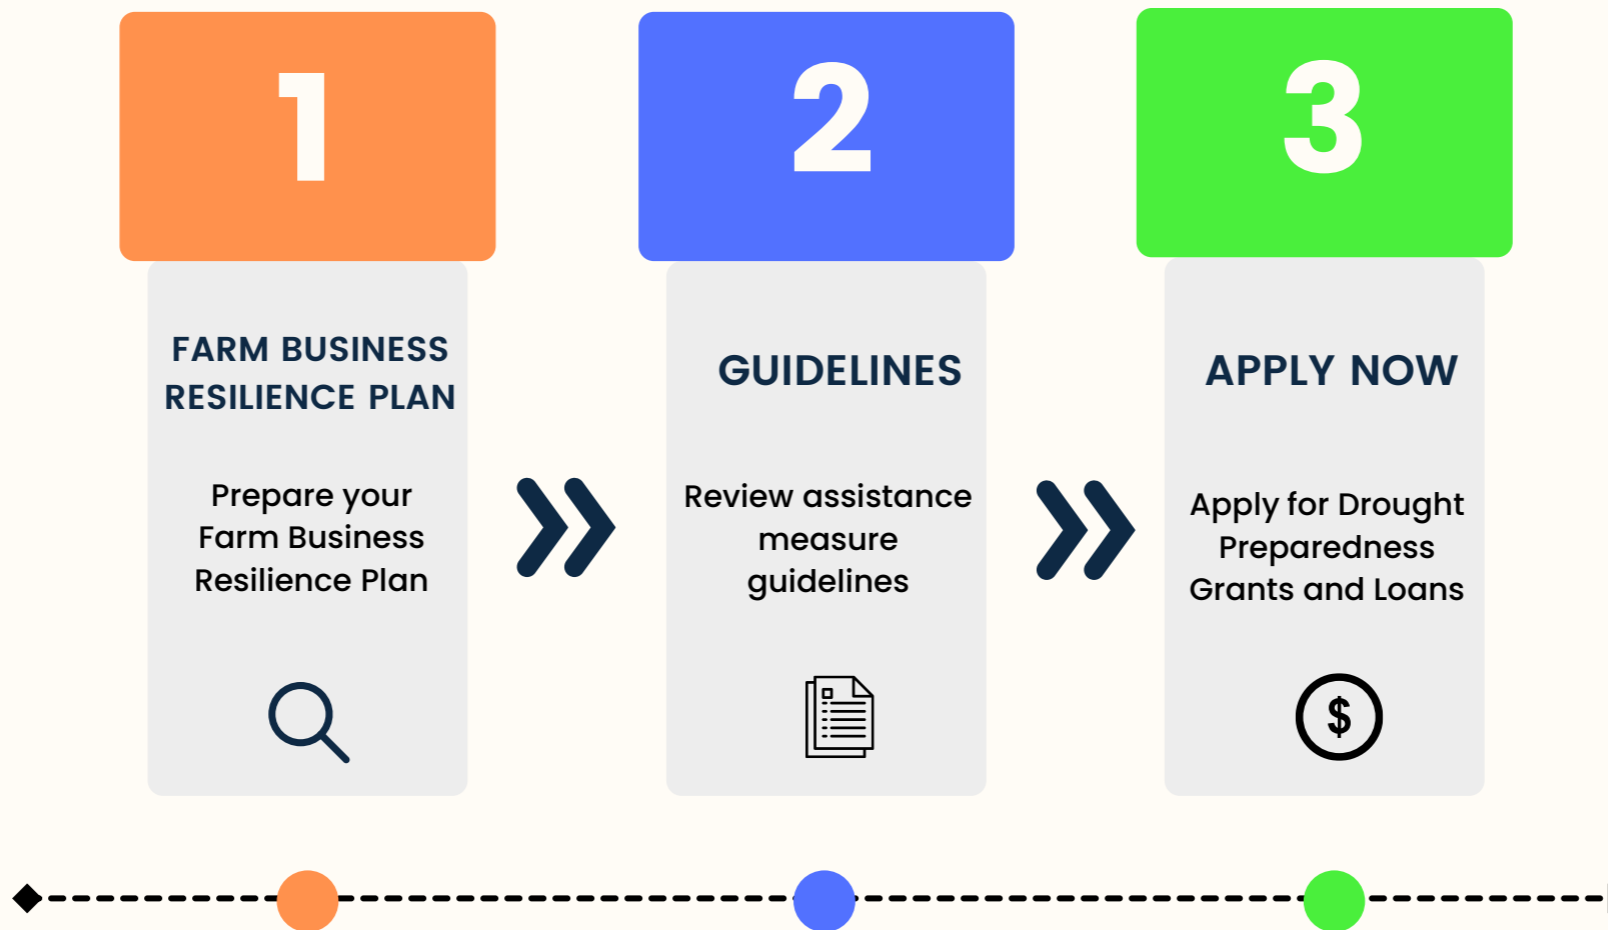 1
FARM BUSINESS
RESILIENCE PLAN
Prepare your
Farm Business
Resilience Plan
2
GUIDELINES
Review assistance
measure
guidelines
3
APPLY NOW
Apply for Drought
Preparedness
Grants and Loans
$